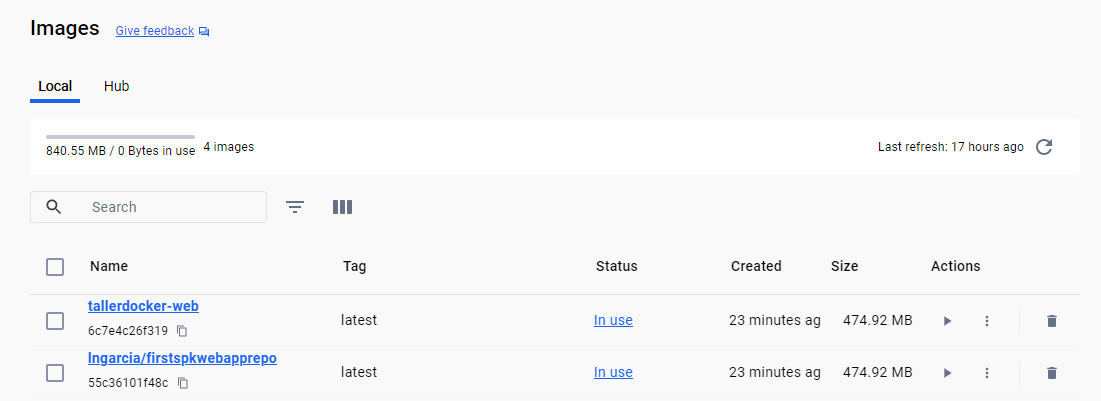 Images Give feedback
Local Hub
840.55 MB / 0 Bytes in use 4 images Last refresh: 17 hours ago
Search
Name Tag Status Created Size Actions
tallerdocker-web
6c7e4c26f319
latest In use 23 minutes ag 474.92 MB
lngarcia/firstspkwebapprepo
55c36101f48c
latest In use 23 minutes ag 474.92 MB